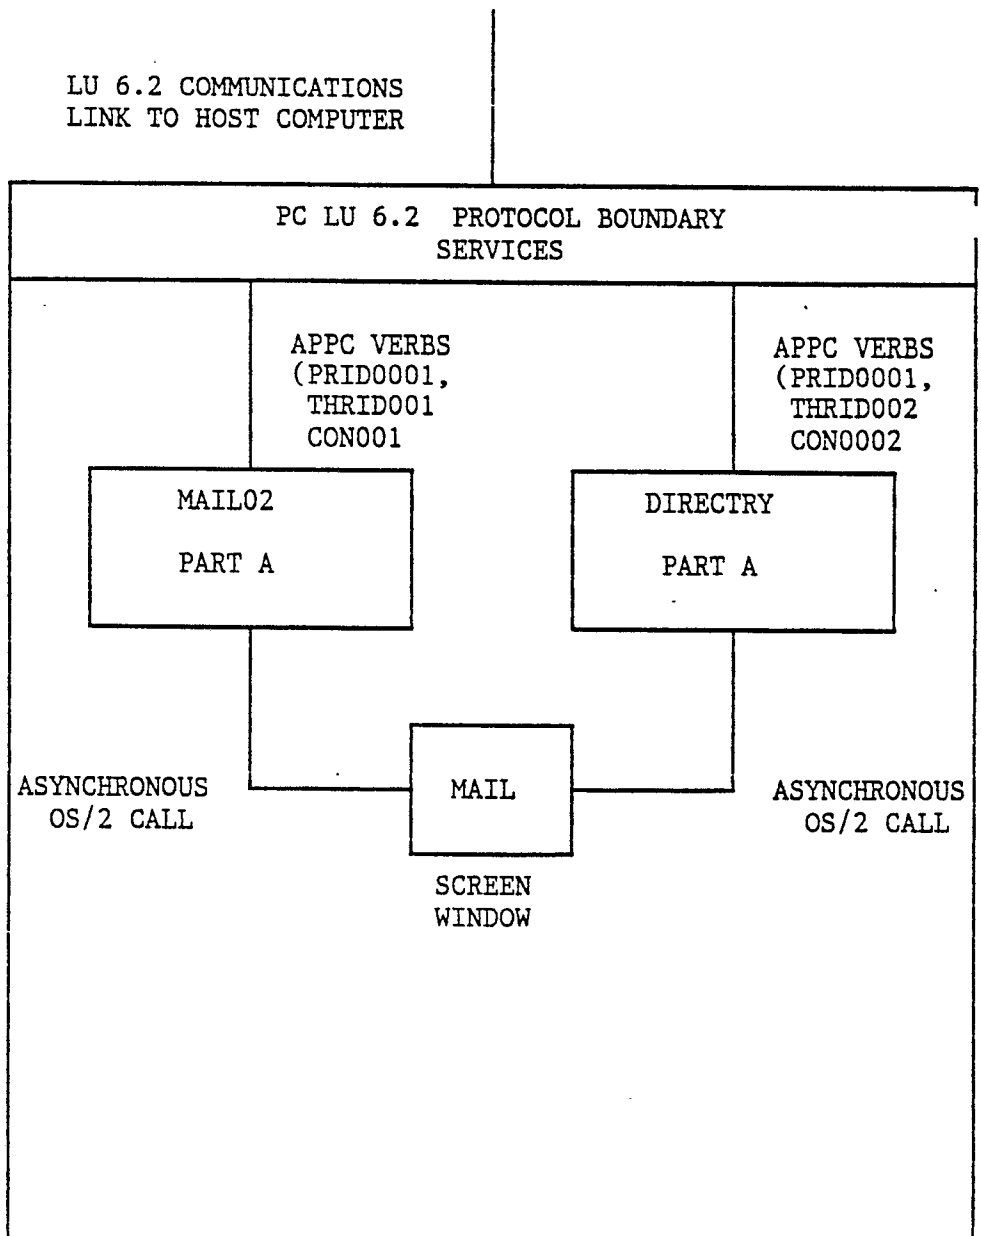 LU 6.2 COMMUNICATIONS
LINK TO HOST COMPUTER
PC LU 6.2 PROTOCOL BOUNDARY
SERVICES
APPC VERBS
(PRID0001,
THRID001
CON001
APPC VERBS
(PRID0001,
THRID002
CON0002
MAIL02
PART A
DIRECTRY
PART A
MAIL
ASYNCHRONOUS
OS/2 CALL
ASYNCHRONOUS
OS/2 CALL
SCREEN
WINDOW